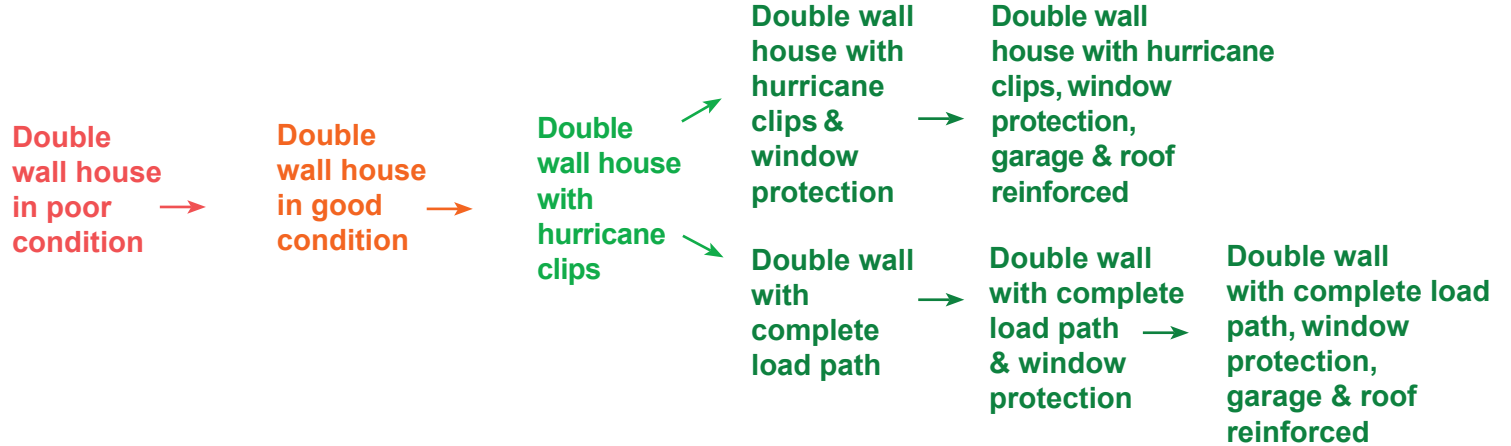 Double
wall house
in poor
condition
Double
wall house
in good
condition
Double
wall house
with
hurricane
clips
Double wall
house with
hurricane
clips &
window
protection
Double wall
house with hurricane
clips, window
protection,
garage & roof
reinforced
Double wall
with
complete
load path
Double wall
with complete
load path
& window
protection
Double wall
with complete load
path, window
protection,
garage & roof
reinforced